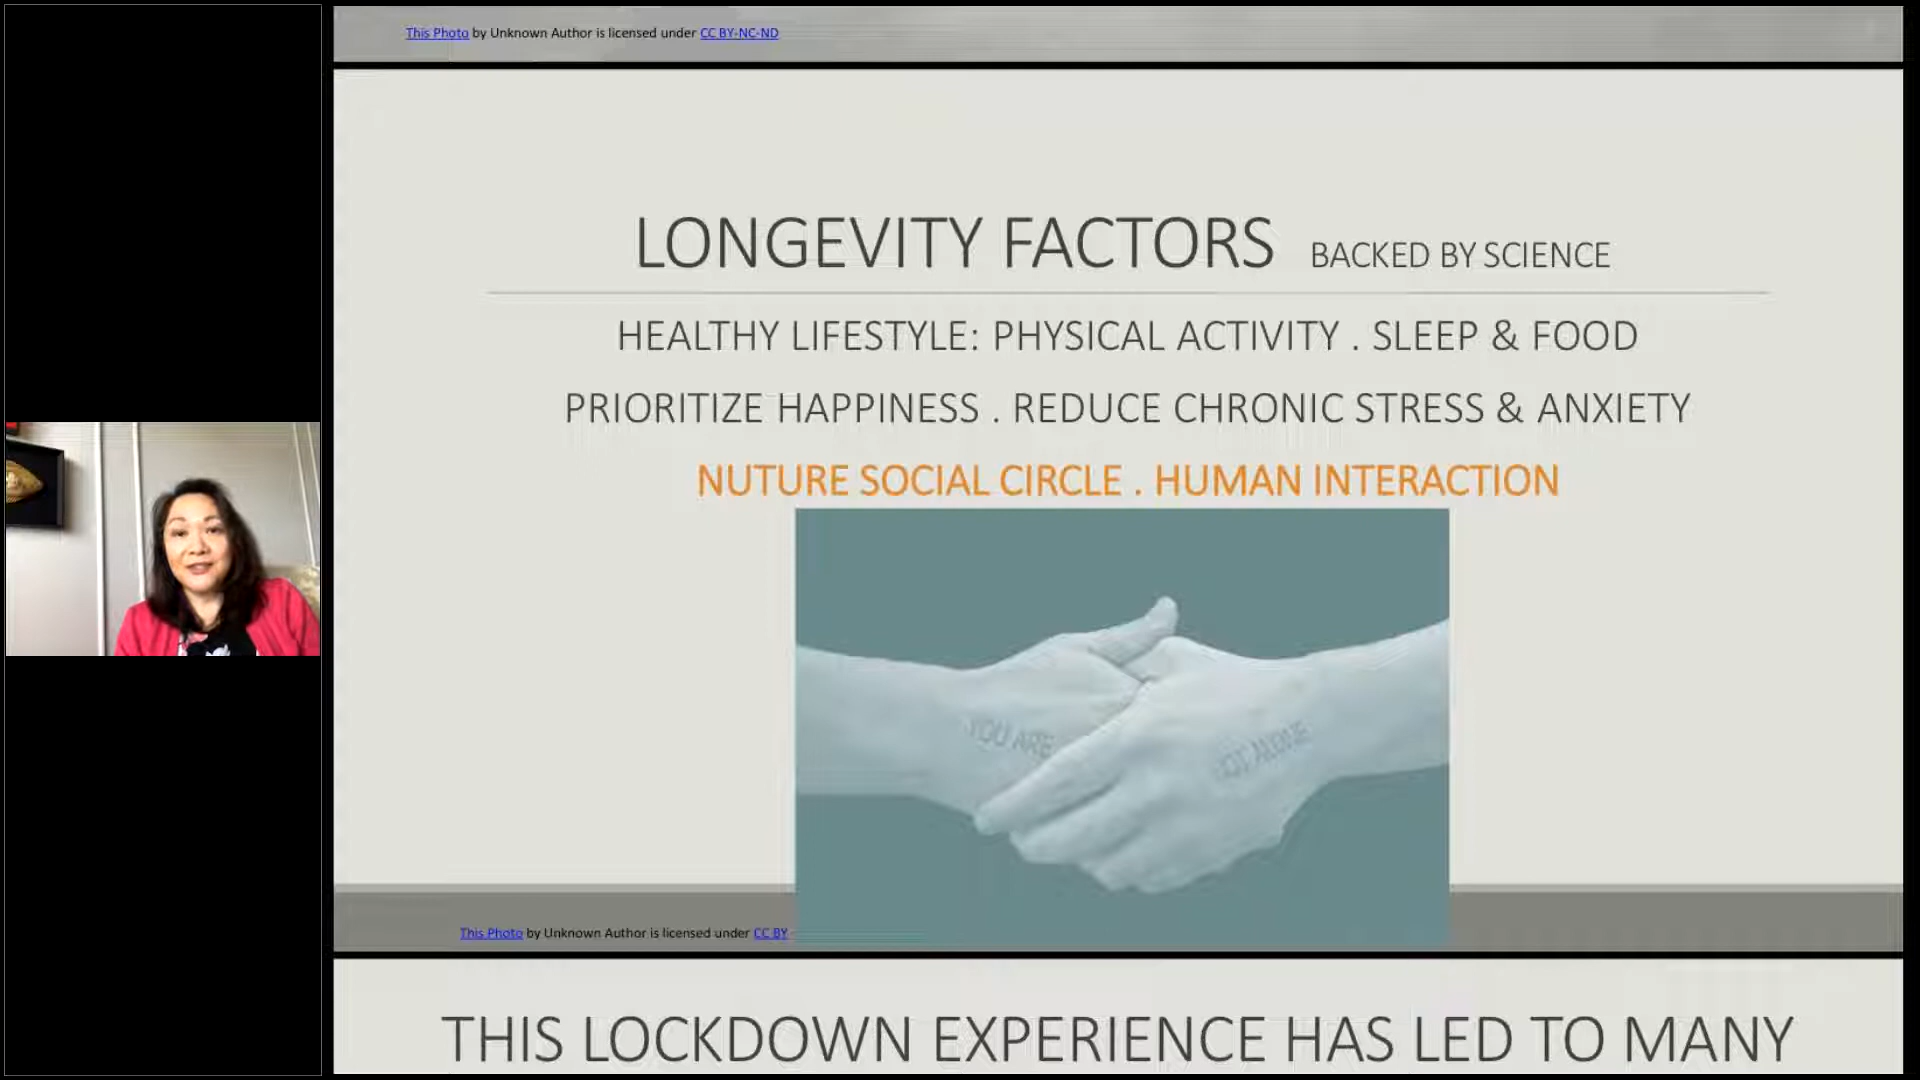 This Photo by Unknown Author is licensed under CC BY-NC-ND
LONGEVITY FACTORS BACKED BY SCIENCE
HEALTHY LIFESTYLE: PHYSICAL ACTIVITY . SLEEP & FOOD
PRIORITIZE HAPPINESS . REDUCE CHRONIC STRESS & ANXIETY
NUTURE SOCIAL CIRCLE . HUMAN INTERACTION
YOU ARE
NOT ALONE
This Photo by Unknown Author is licensed under CC BY
THIS LOCKDOWN EXPERIENCE HAS LED TO MANY